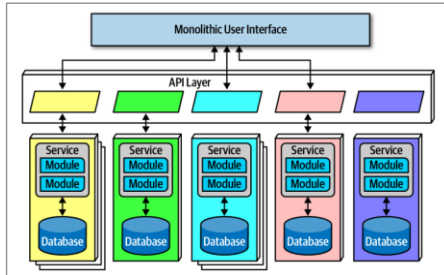 Monolithic User Interface
API Layer
Service
Module
Module
Database
Service
Module
Module
Database
Service
Module
Module
Database
Service
Module
Module
Database
Service
Module
Module
Database